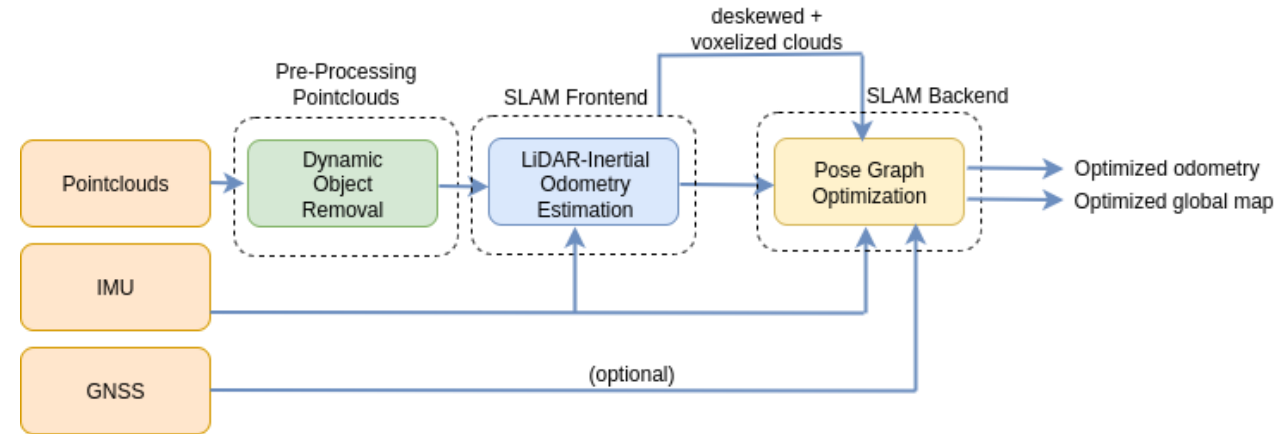 deskewed +
voxelized clouds
Pre-Processing
Pointclouds
SLAM Frontend
SLAM Backend
Pointclouds
Dynamic
Object
Removal
LiDAR-Inertial
Odometry
Estimation
Pose Graph
Optimization
Optimized odometry
Optimized global map
IMU
GNSS
(optional)